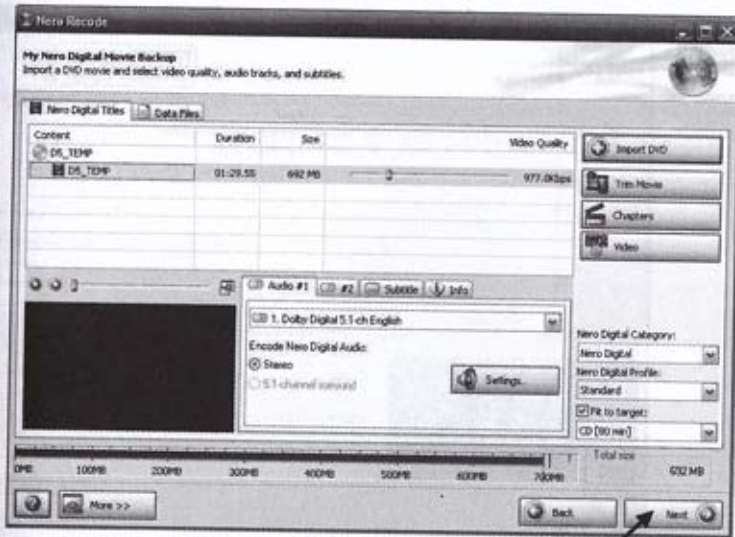 Nero Recode
My Nero Digital Movie Backup
Import a DVD movie and select video quality, audio tracks, and subtitles.
Nero Digital Titles Data Files
Content Duration Size Video Quality
D5_TEMP
D5_TEMP 01:29.55 692 MB 977.0Kbps
Import DVD
Trim Movie
Chapters
Video
Audio #1 #2 Subtitle Info
1. Dolby Digital 5.1-ch English
Encode Nero Digital Audio:
Stereo
5.1-channel surround
Settings...
Nero Digital Category:
Nero Digital
Nero Digital Profile:
Standard
Fit to target:
CD [80 min]
0MB 100MB 200MB 300MB 400MB 500MB 600MB 700MB
Total size
692 MB
More >>
Back
Next